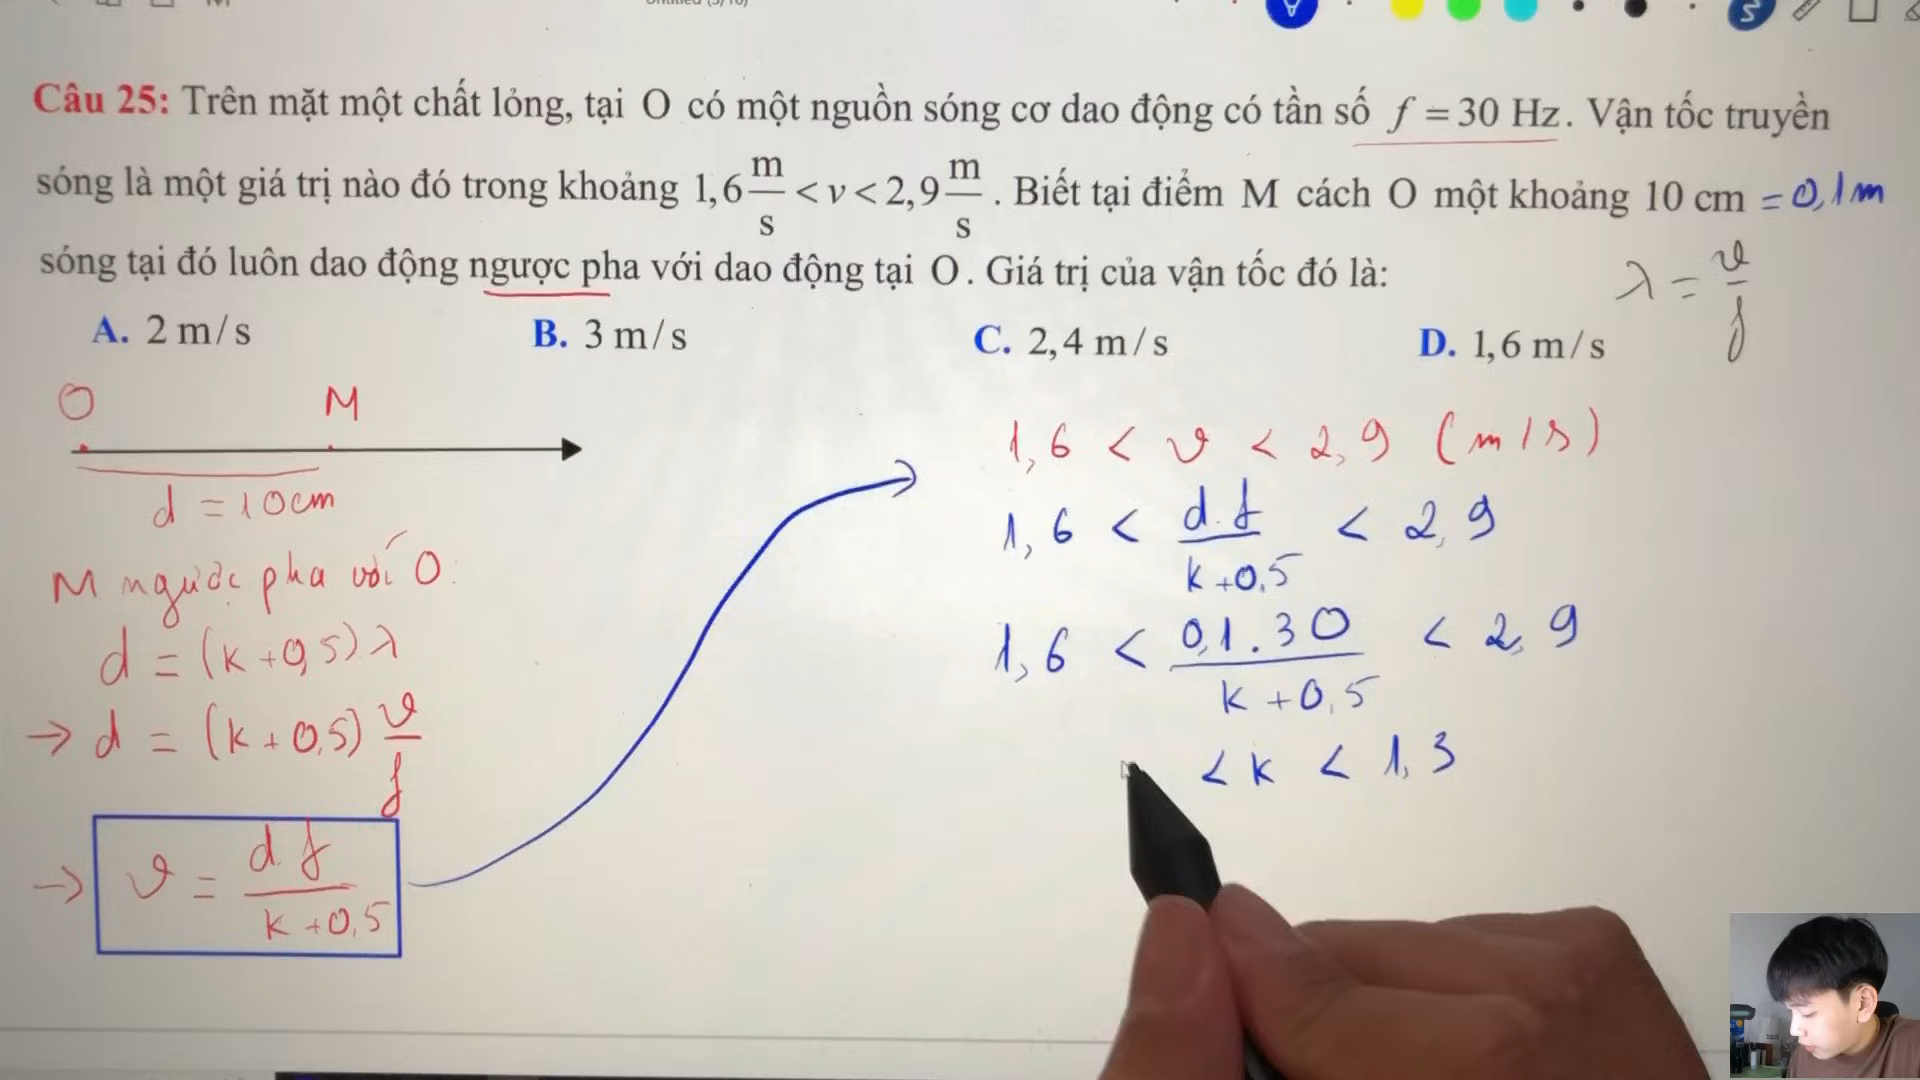 Câu 25: Trên mặt một chất lỏng, tại O có một nguồn sóng cơ dao động có tần số f = 30 Hz. Vận tốc truyền
sóng là một giá trị nào đó trong khoảng 1,6 m/s < v < 2,9 m/s . Biết tại điểm M cách O một khoảng 10 cm = 0,1m
sóng tại đó luôn dao động ngược pha với dao động tại O. Giá trị của vận tốc đó là:
λ = v/f
A. 2 m/s B. 3 m/s C. 2,4 m/s D. 1,6 m/s
O M
d = 10cm
M ngược pha với O.
d = (k+0,5)λ
→ d = (k+0,5) v/f
→ v = d.f/k+0,5
1,6 < v < 2,9 (m/s)
1,6 < d.f/k+0,5 < 2,9
1,6 < 0,1.30/k+0,5 < 2,9
< k < 1,3